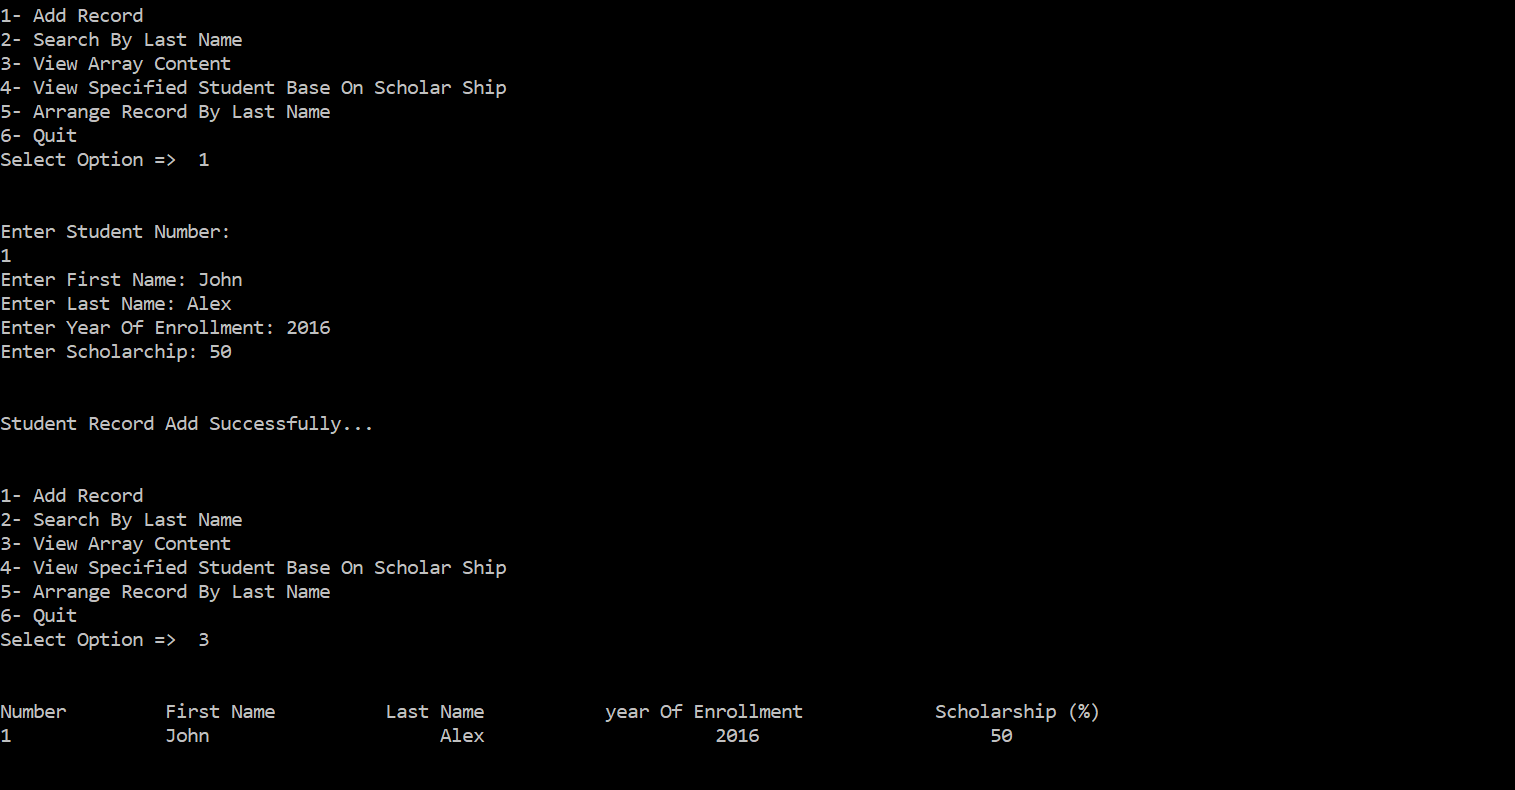 1- Add Record
2- Search By Last Name
3- View Array Content
4- View Specified Student Base On Scholar Ship
5- Arrange Record By Last Name
6- Quit
Select Option =>  1
Enter Student Number:
1
Enter First Name: John
Enter Last Name: Alex
Enter Year Of Enrollment: 2016
Enter Scholarchip: 50
Student Record Add Successfully...
1- Add Record
2- Search By Last Name
3- View Array Content
4- View Specified Student Base On Scholar Ship
5- Arrange Record By Last Name
6- Quit
Select Option =>  3
Number         First Name          Last Name           year Of Enrollment            Scholarship (%)
1              John                     Alex                     2016                     50